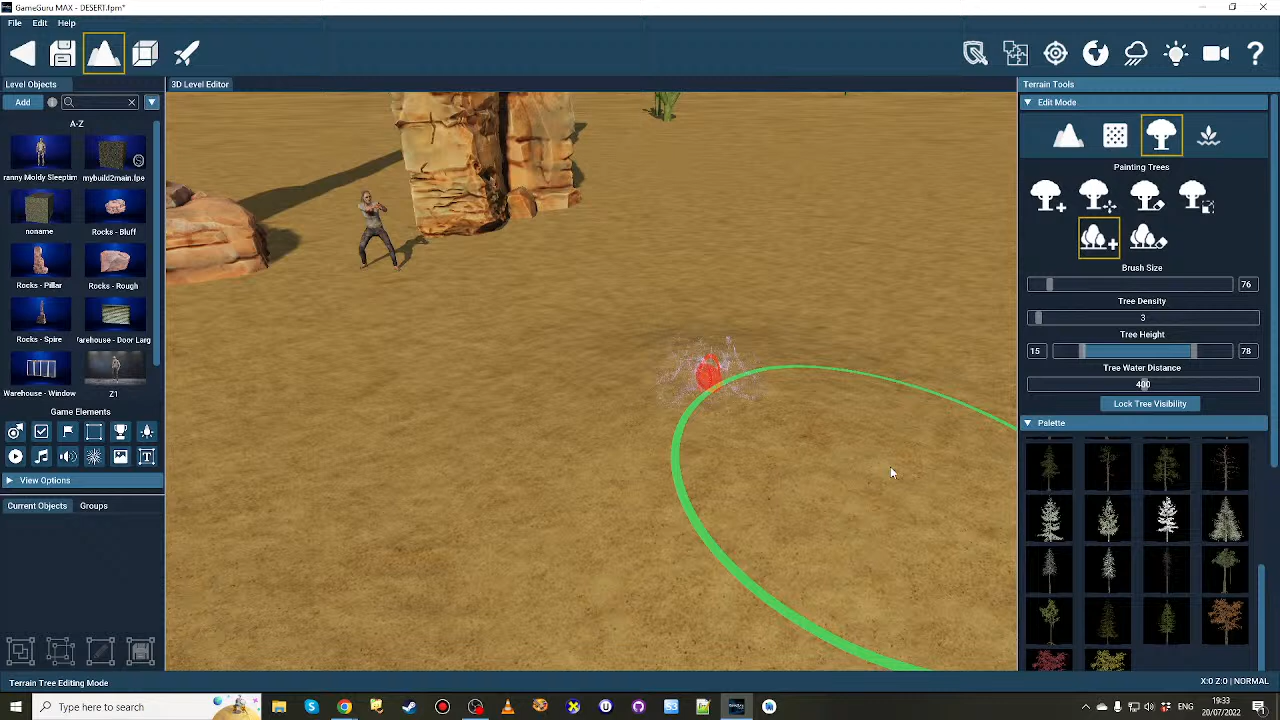 GameGuru MAX - DESERT.fpm*
File Edit Help
Level Objects
3D Level Editor
Terrain Tools
Add
Edit Mode
A-Z
ranny Moldy Sleeptim
mybuild2main.fpe
Painting Trees
noname
Rocks - Bluff
Rocks - Pillar
Rocks - Rough
Brush Size
76
Tree Density
3
Rocks - Spire
Warehouse - Door Larg
Tree Height
15
78
Tree Water Distance
400
Warehouse - Window
Z1
Lock Tree Visibility
Game Elements
Palette
View Options
Current Objects
Groups
Terrain Tree Editing Mode
X:0 Z:0 | NORMAL
Type here to search
19:33
20/07/2022